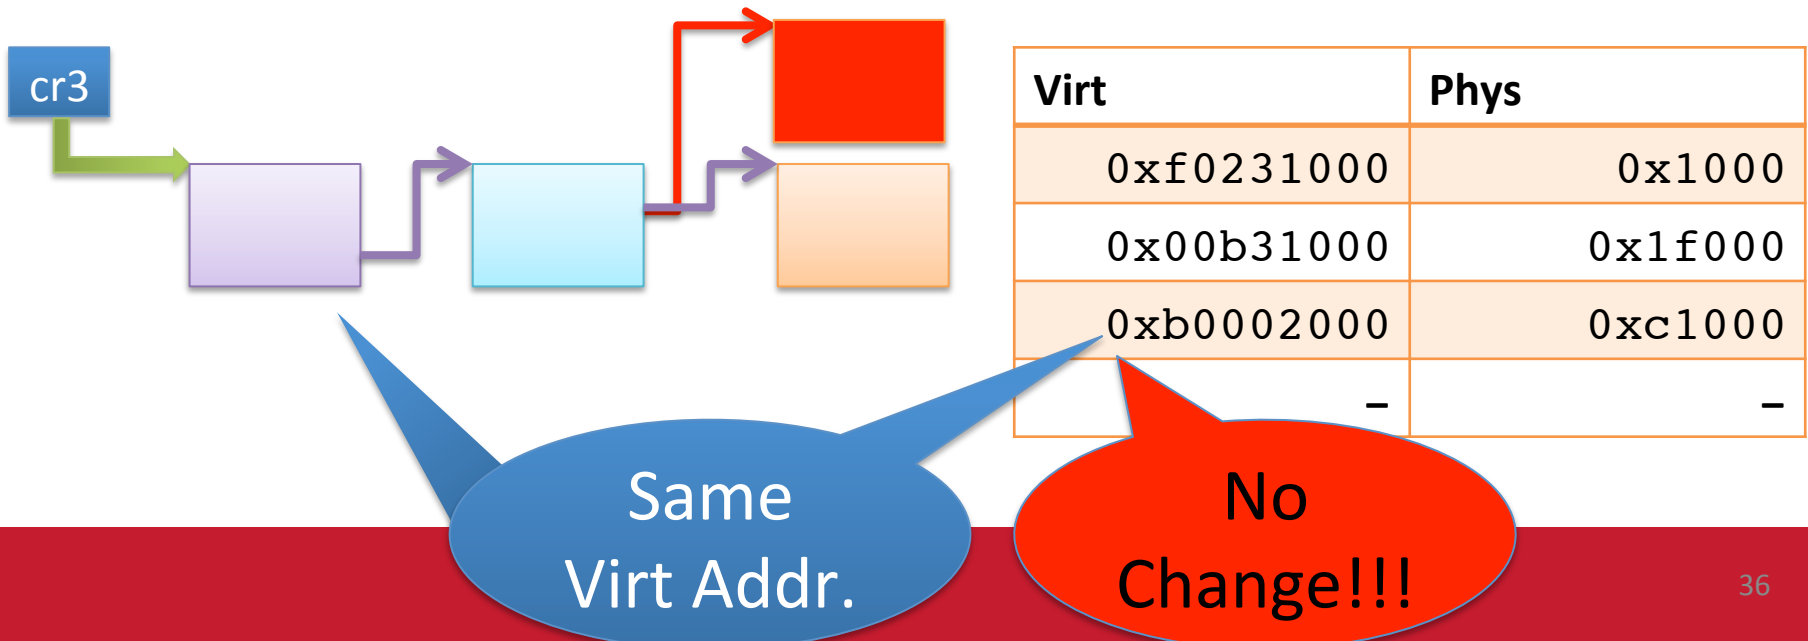 cr3
Virt Phys
0xf0231000 0x1000
0x00b31000 0x1f000
0xb0002000 0xc1000
– –
Same
Virt Addr.
No
Change!!!
36